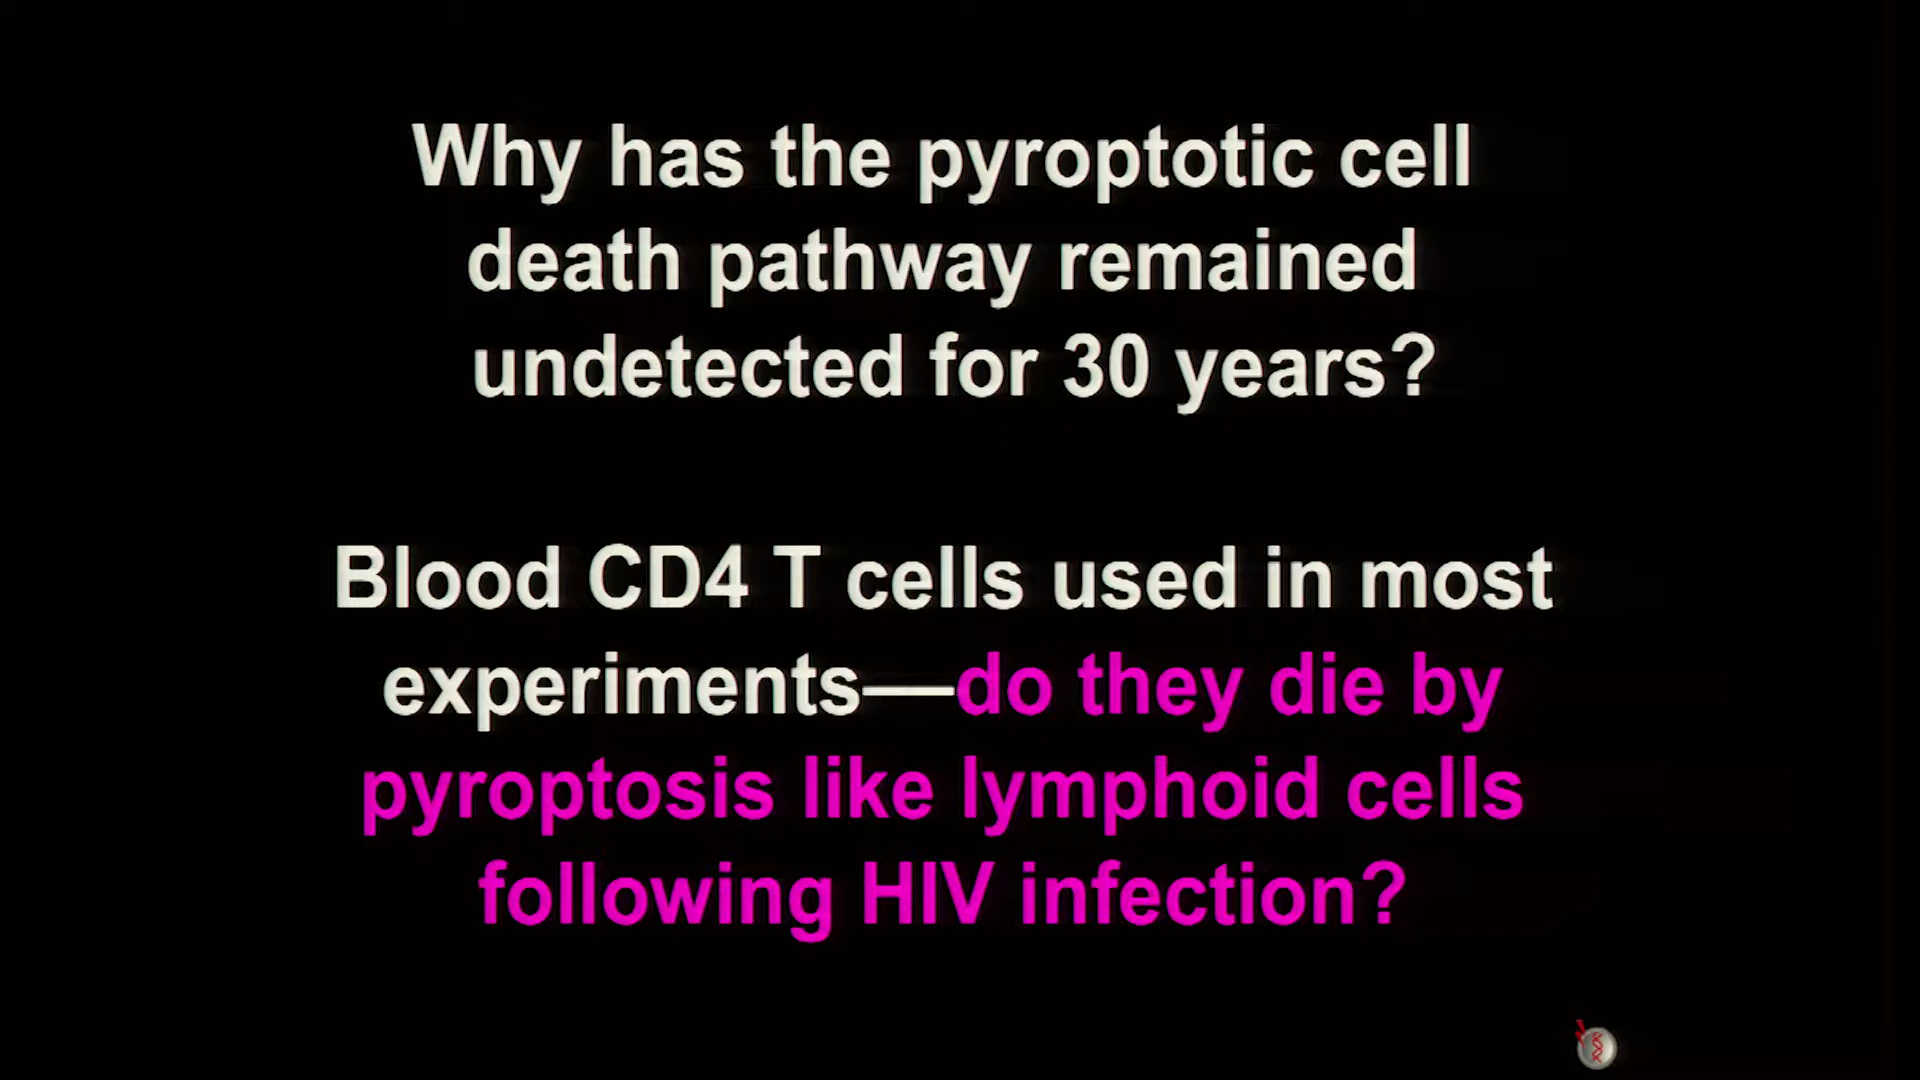 Why has the pyroptotic cell
death pathway remained
undetected for 30 years?
Blood CD4 T cells used in most
experiments—do they die by
pyroptosis like lymphoid cells
following HIV infection?